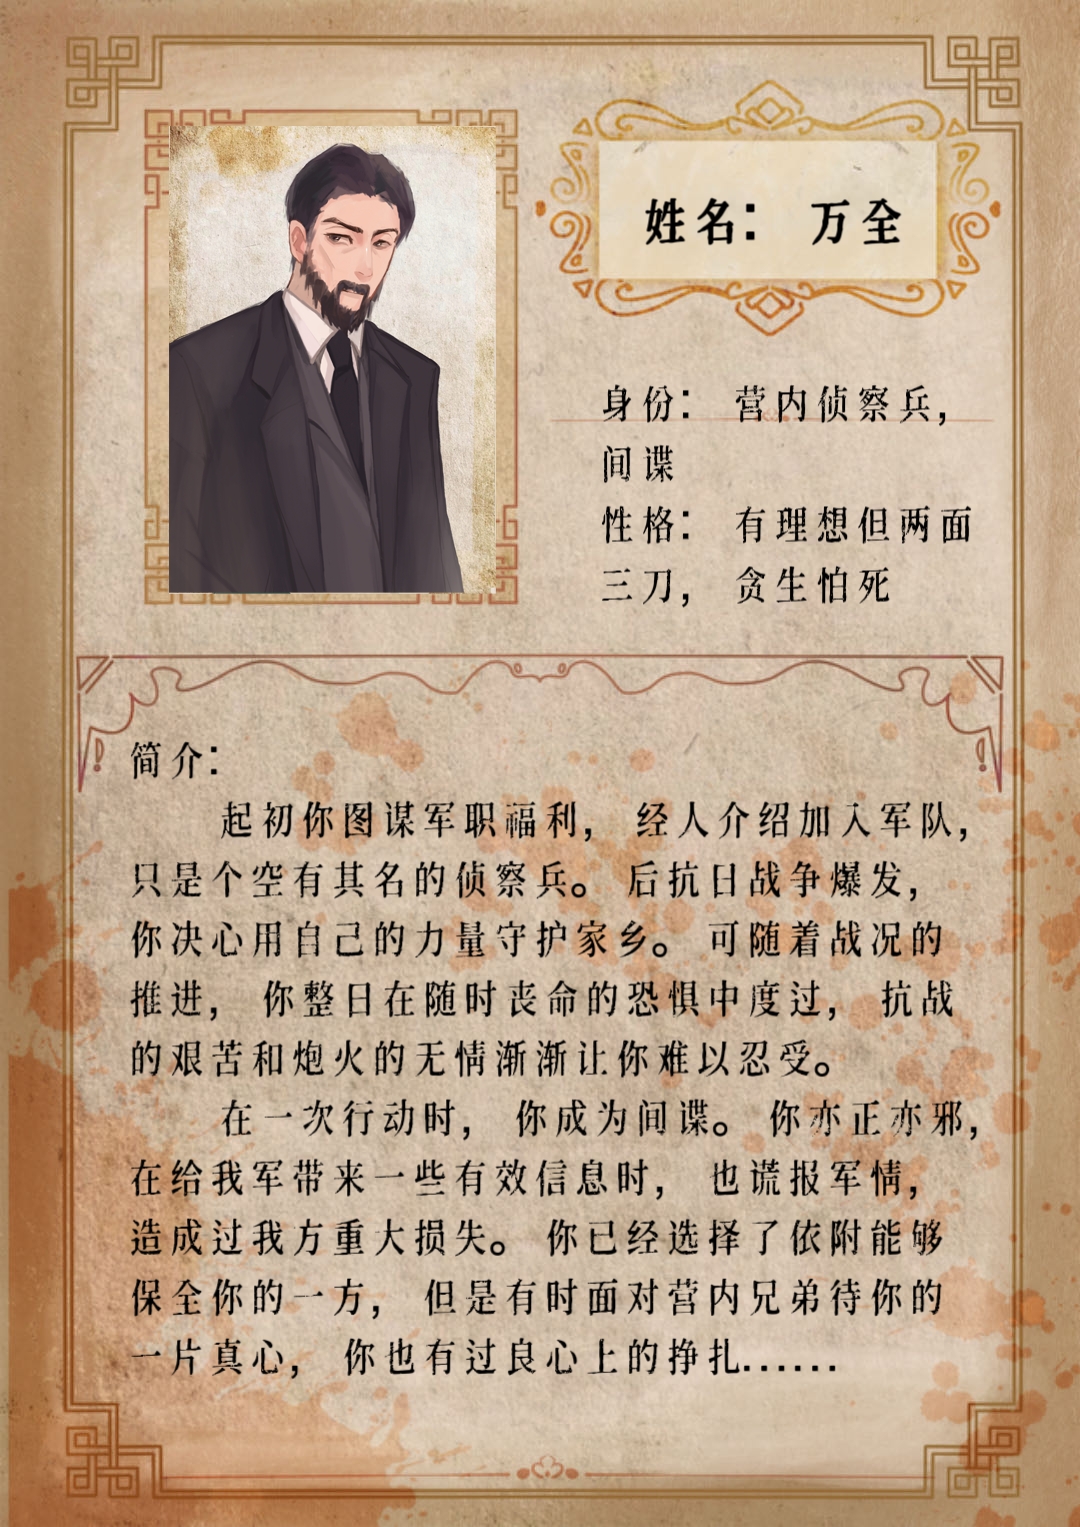 姓名：万全
身份：营内侦察兵，
间谍
性格：有理想但两面
三刀，贪生怕死
简介：
起初你图谋军职福利，经人介绍加入军队，
只是个空有其名的侦察兵。后抗日战争爆发，
你决心用自己的力量守护家乡。可随着战况的
推进，你整日在随时丧命的恐惧中度过，抗战
的艰苦和炮火的无情渐渐让你难以忍受。
在一次行动时，你成为间谍。你亦正亦邪，
在给我军带来一些有效信息时，也谎报军情，
造成过我方重大损失。你已经选择了依附能够
保全你的一方，但是有时面对营内兄弟待你的
一片真心，你也有过良心上的挣扎……